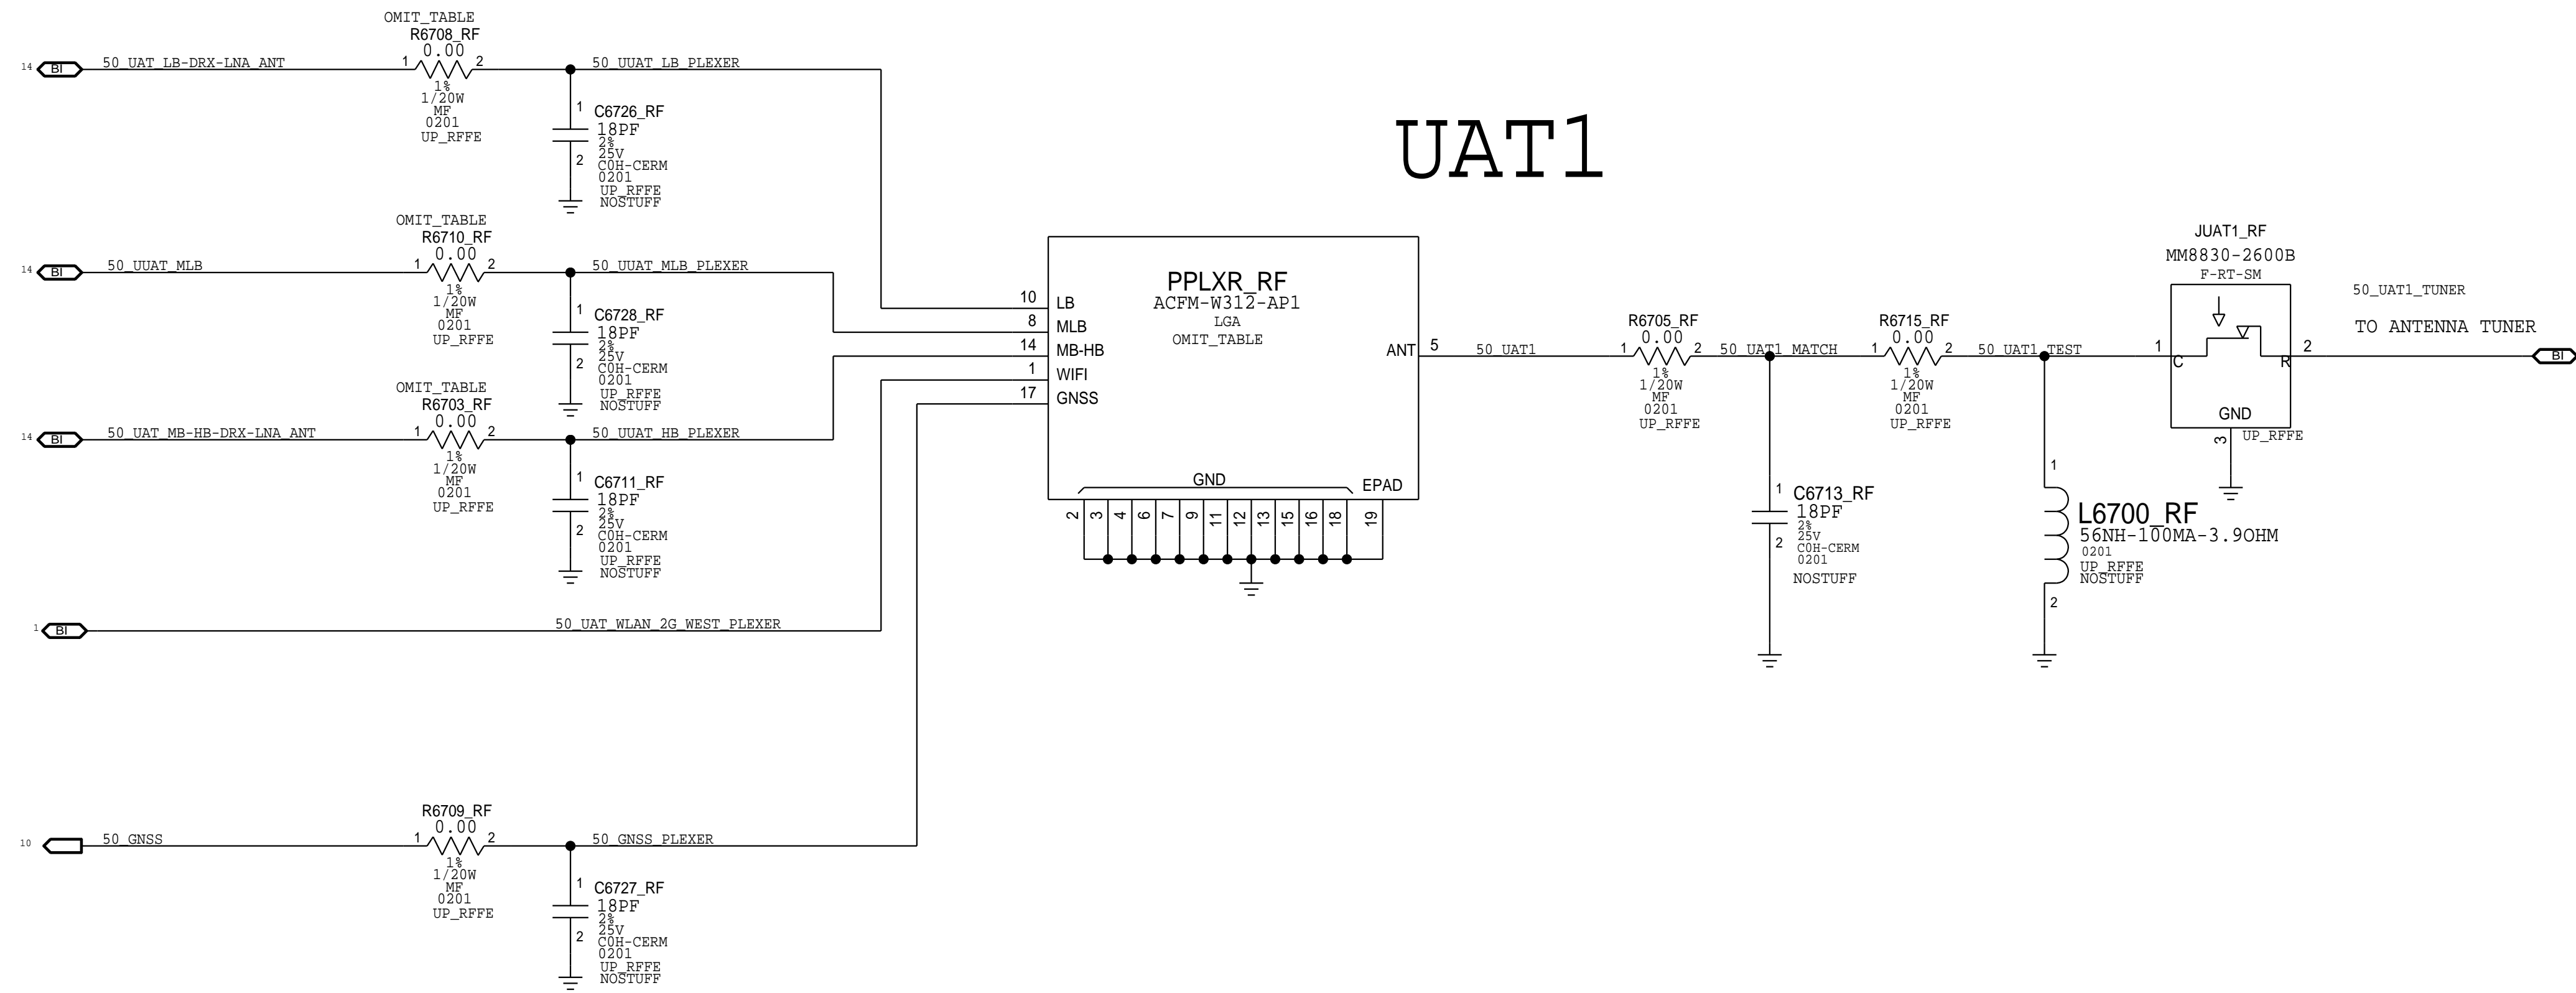 UAT1
OMIT_TABLE
R6708_RF
0.00
14
BI
50_UAT_LB-DRX-LNA_ANT
1
2
50_UUAT_LB_PLEXER
1%
1/20W
MF
0201
UP_RFFE
1
C6726_RF
18PF
2%
25V
2
C0H-CERM
0201
UP_RFFE
NOSTUFF
OMIT_TABLE
R6710_RF
0.00
14
BI
50_UUAT_MLB
1
2
50_UUAT_MLB_PLEXER
1%
1/20W
MF
0201
UP_RFFE
1
C6728_RF
18PF
2%
25V
2
C0H-CERM
0201
UP_RFFE
NOSTUFF
OMIT_TABLE
R6703_RF
0.00
14
BI
50_UAT_MB-HB-DRX-LNA_ANT
1
2
50_UUAT_HB_PLEXER
1%
1/20W
MF
0201
UP_RFFE
1
C6711_RF
18PF
2%
25V
2
C0H-CERM
0201
UP_RFFE
NOSTUFF
1
BI
50_UAT_WLAN_2G_WEST_PLEXER
R6709_RF
0.00
10
50_GNSS
1
2
50_GNSS_PLEXER
1%
1/20W
MF
0201
UP_RFFE
1
C6727_RF
18PF
2%
25V
2
C0H-CERM
0201
UP_RFFE
NOSTUFF
PPLXR_RF
ACFM-W312-AP1
LGA
OMIT_TABLE
10 LB
8 MLB
14 MB-HB
1 WIFI
17 GNSS
ANT 5
GND
EPAD
2 3 4 6 7 9 11 12 13 15 16 18 19
50_UAT1
R6705_RF
0.00
1
2
1%
1/20W
MF
0201
UP_RFFE
50_UAT1_MATCH
R6715_RF
0.00
1
2
1%
1/20W
MF
0201
UP_RFFE
50_UAT1_TEST
1
C6713_RF
18PF
2%
25V
2
C0H-CERM
0201
NOSTUFF
1
L6700_RF
56NH-100MA-3.9OHM
0201
UP_RFFE
NOSTUFF
2
JUAT1_RF
MM8830-2600B
F-RT-SM
1
C
R
2
GND
3
UP_RFFE
50_UAT1_TUNER
TO ANTENNA TUNER
BI